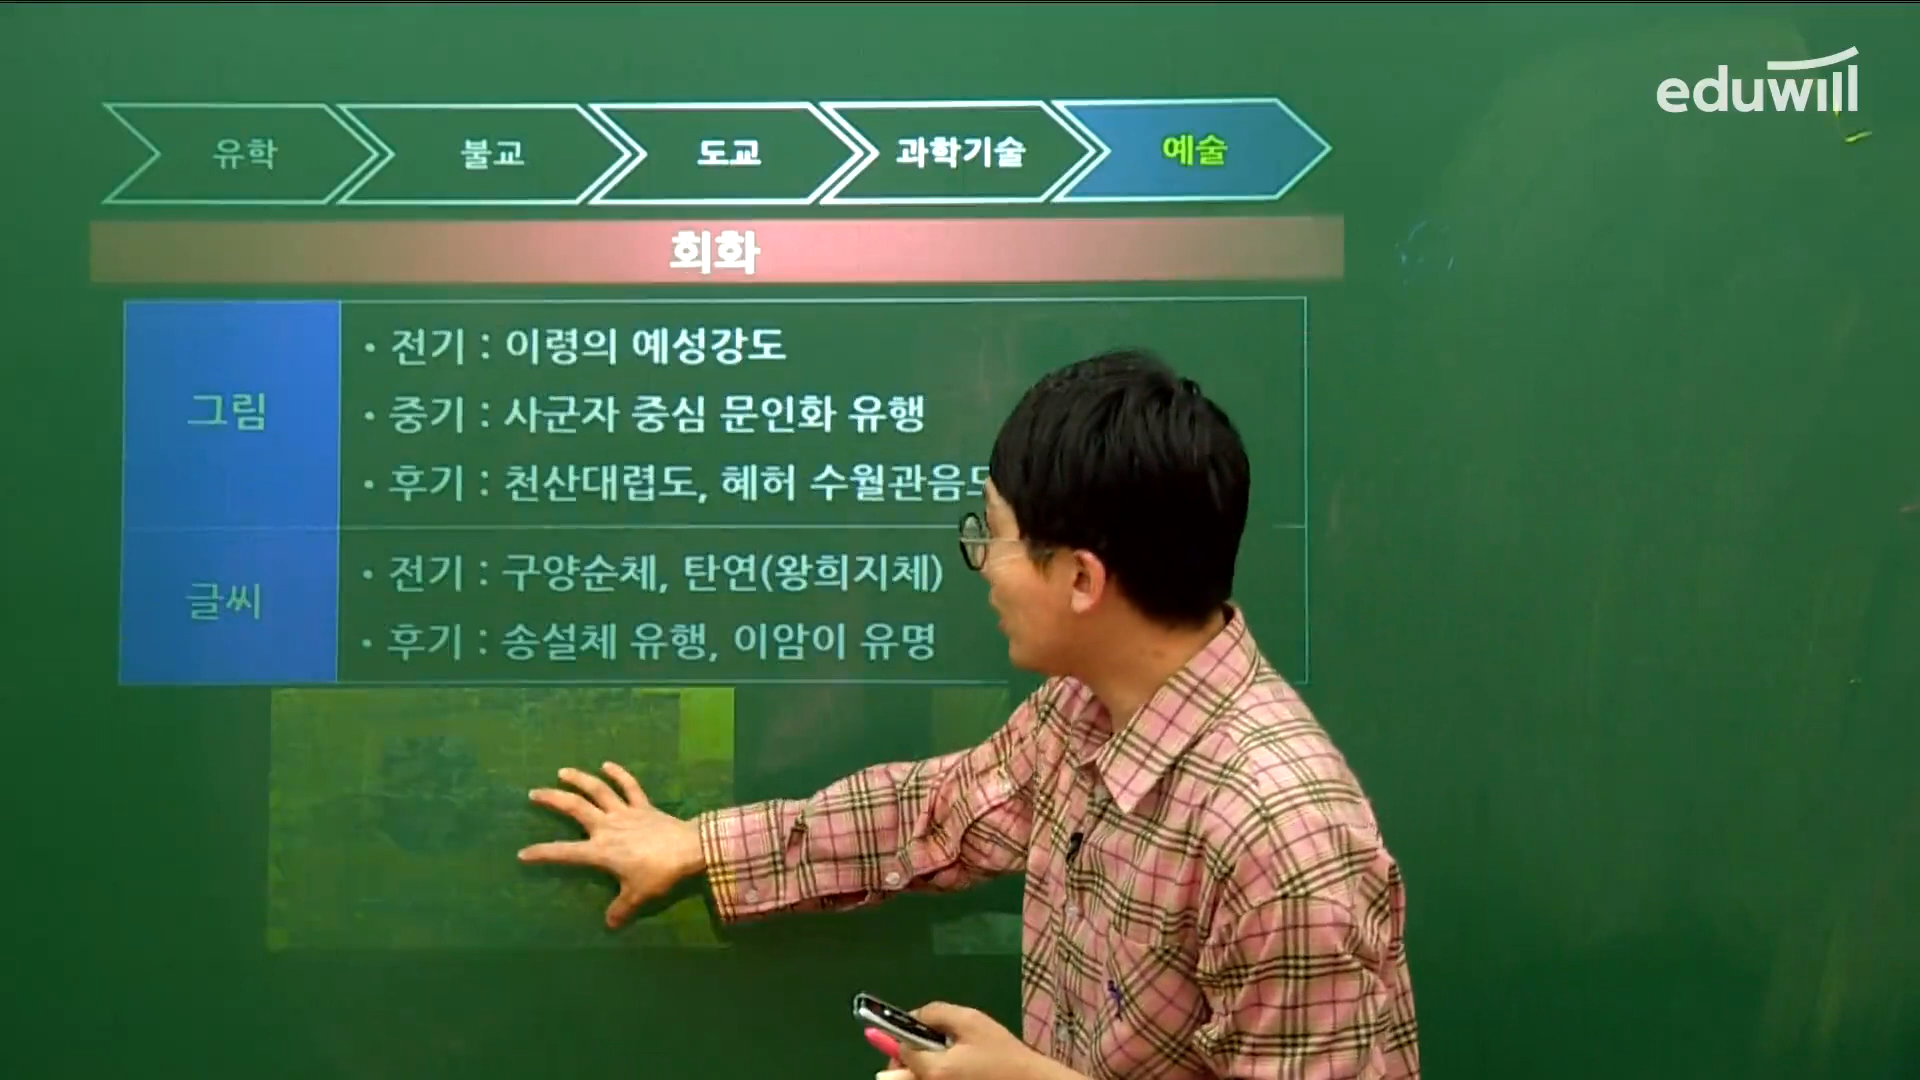 eduwill
유학
불교
도교
과학기술
예술
회화
그림
• 전기 : 이령의 예성강도
• 중기 : 사군자 중심 문인화 유행
• 후기 : 천산대렵도, 혜허 수월관음도
글씨
• 전기 : 구양순체, 탄연(왕희지체)
• 후기 : 송설체 유행, 이암이 유명